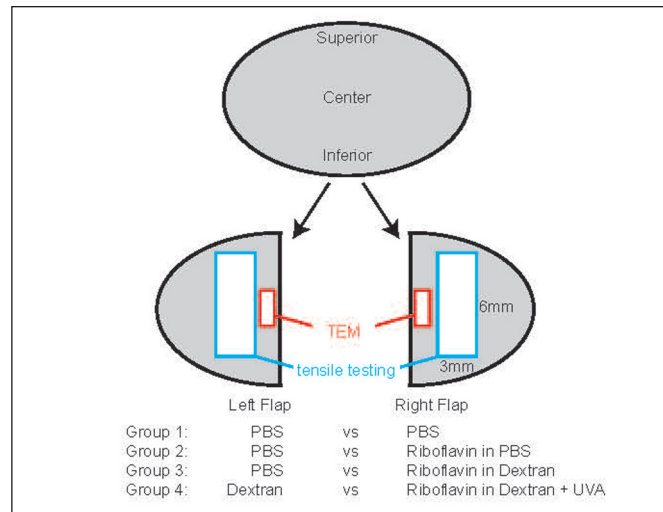 Superior
Center
Inferior
6mm
TEM
tensile testing
3mm
Left Flap Right Flap
Group 1: PBS vs PBS
Group 2: PBS vs Riboflavin in PBS
Group 3: PBS vs Riboflavin in Dextran
Group 4: Dextran vs Riboflavin in Dextran + UVA